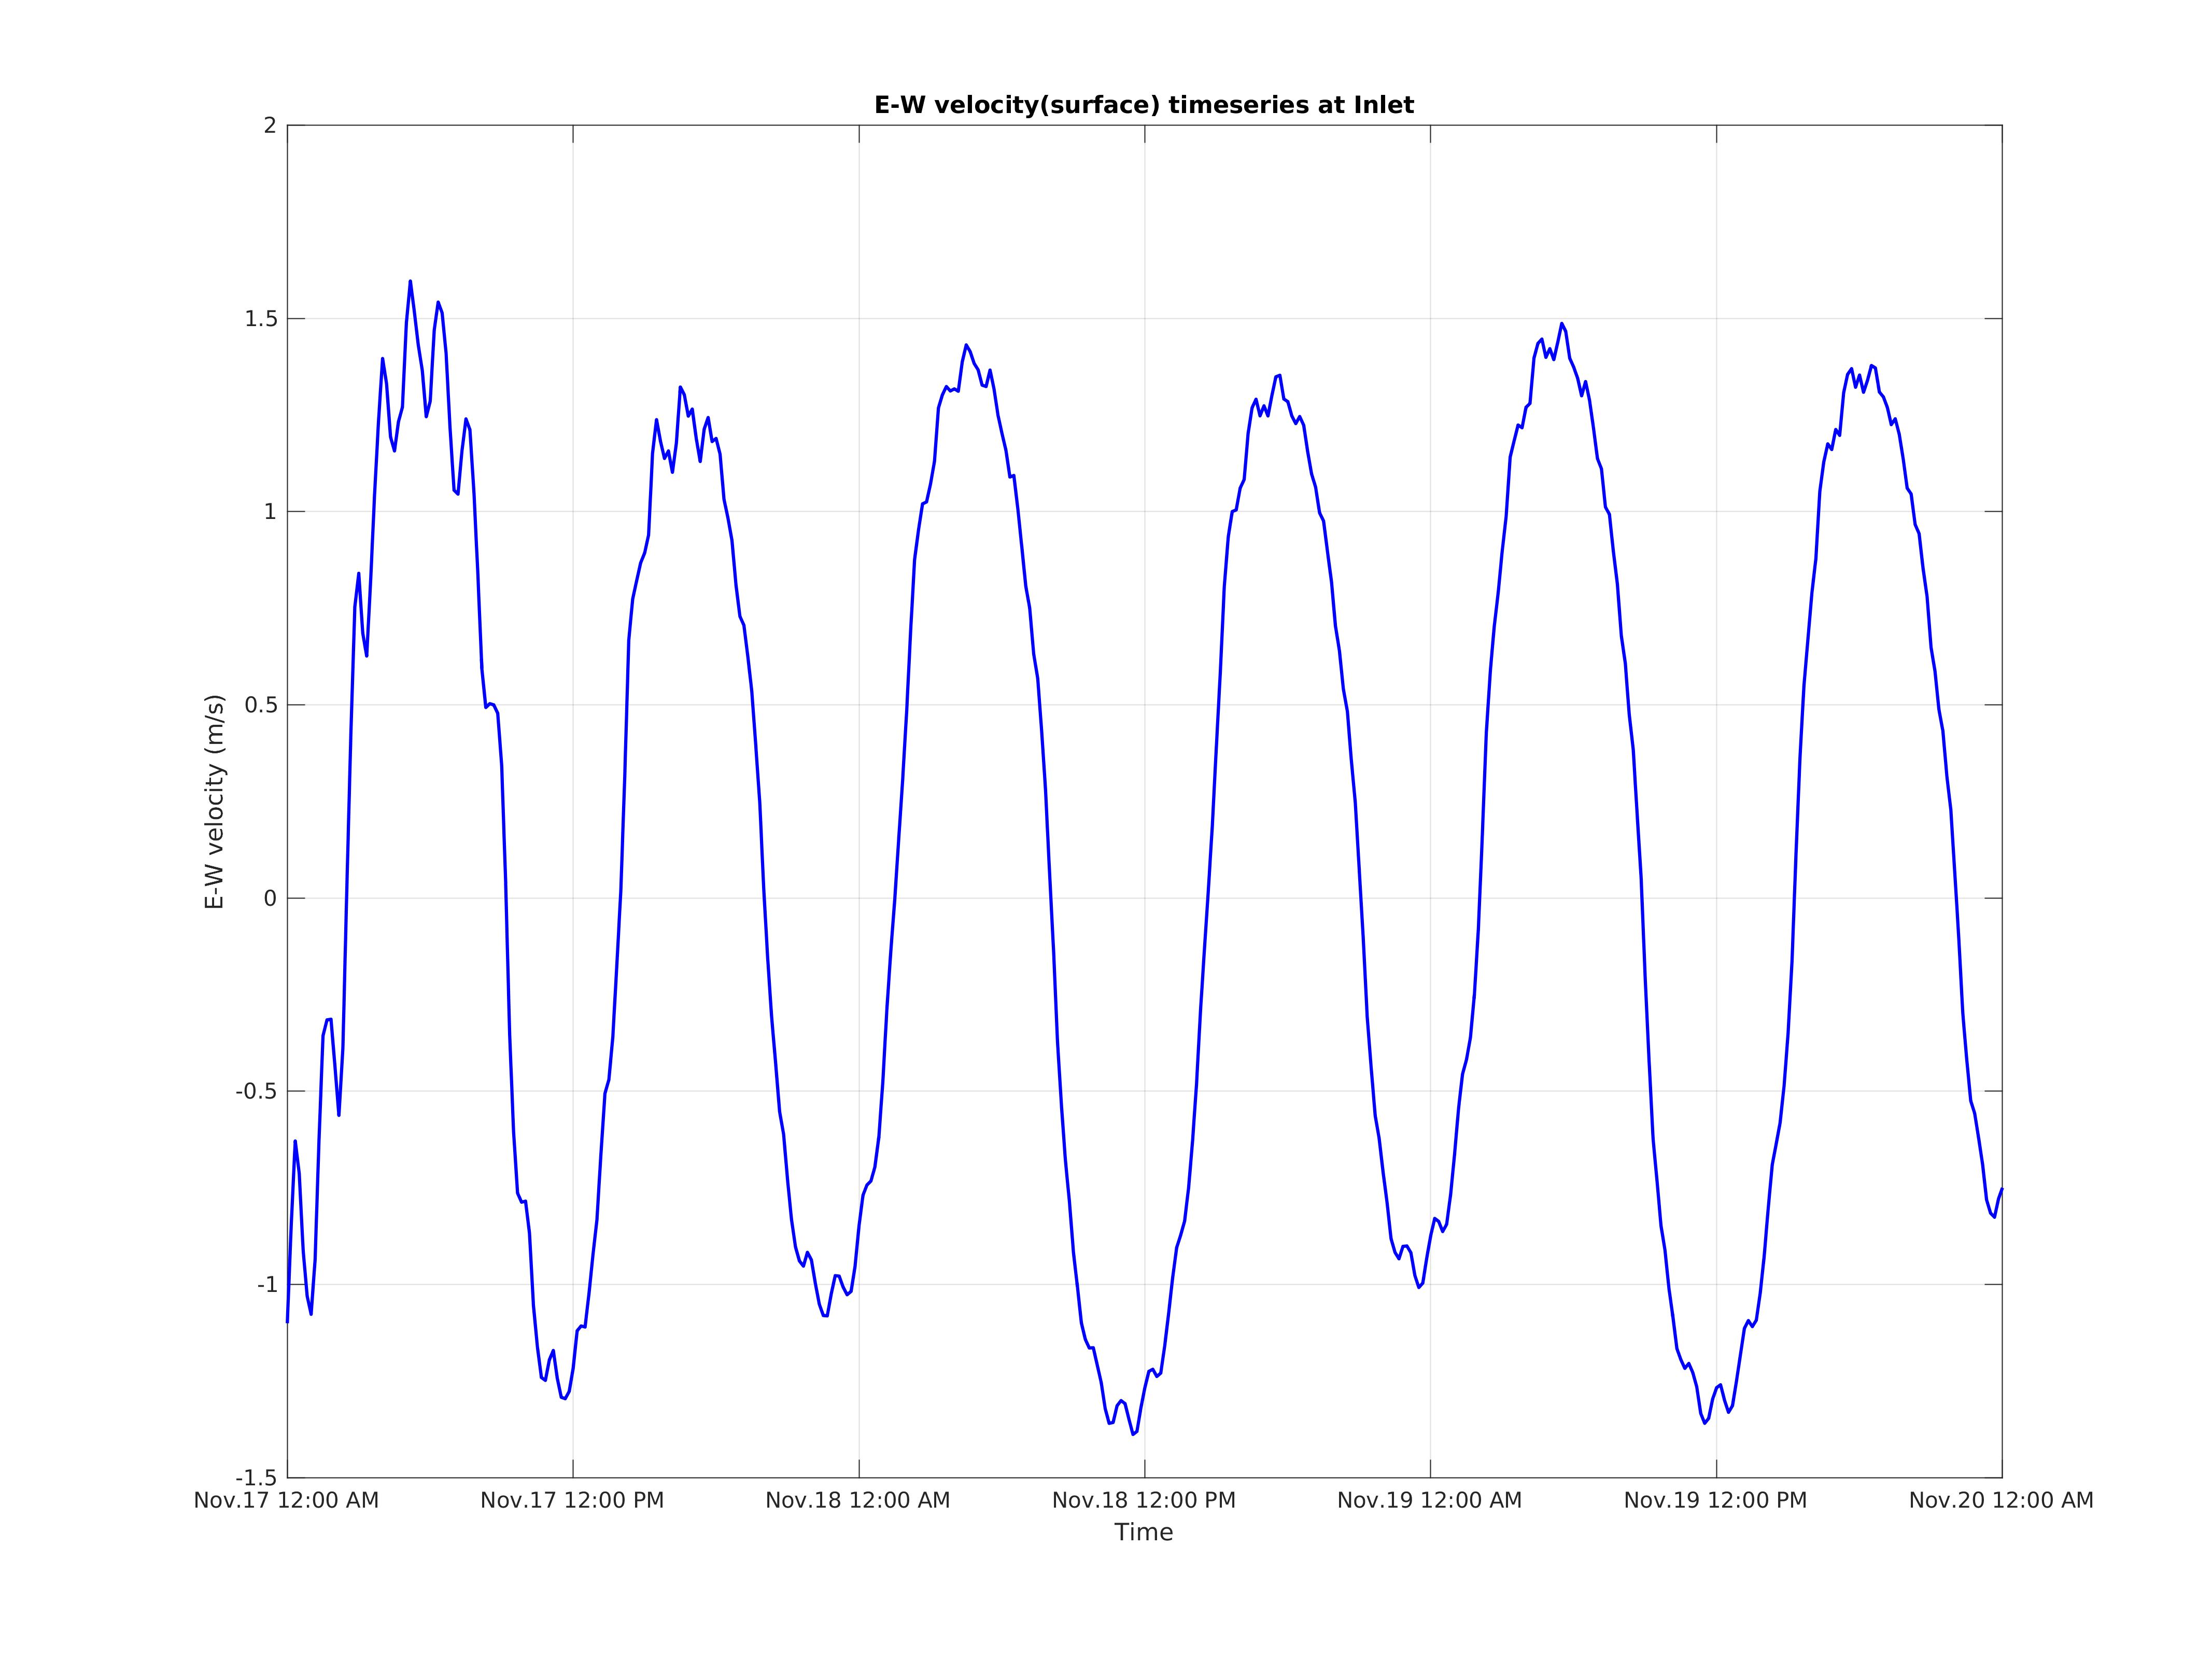 E-W velocity(surface) timeseries at Inlet
2
1.5
1
0.5
0
-0.5
-1
-1.5
E-W velocity (m/s)
Nov.17 12:00 AM Nov.17 12:00 PM Nov.18 12:00 AM Nov.18 12:00 PM Nov.19 12:00 AM Nov.19 12:00 PM Nov.20 12:00 AM
Time